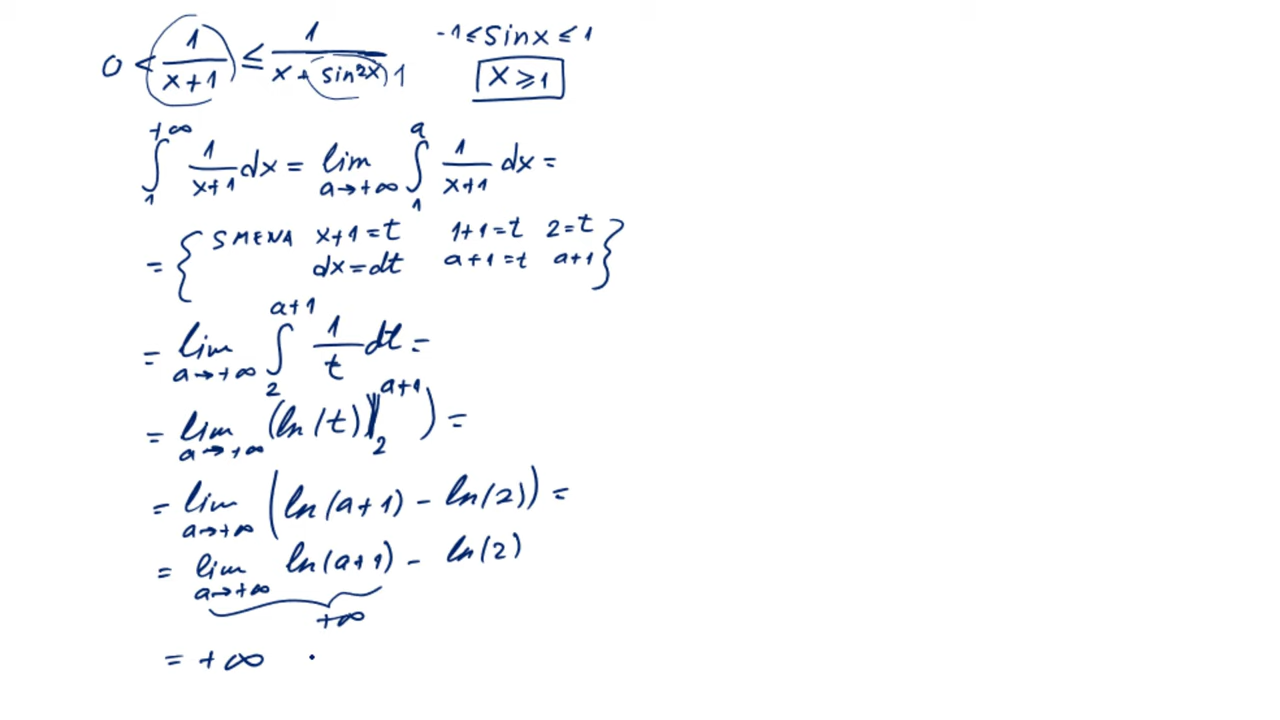 0 < 1/(x+1) ≤ 1/(x+sin²x) 1 -1≤sinx≤1
x⩾1
∫₁^{+∞} 1/(x+1) dx = lim_{a→+∞} ∫₁^a 1/(x+1) dx =
= { SMENA x+1=t 1+1=t 2=t
dx=dt a+1=t a+1 }
= lim_{a→+∞} ∫₂^{a+1} 1/t dt =
= lim_{a→+∞} (ln(t)|₂^{a+1}) =
= lim_{a→+∞} (ln(a+1) - ln(2)) =
= lim_{a→+∞} ln(a+1) - ln(2)
+∞
= +∞ .